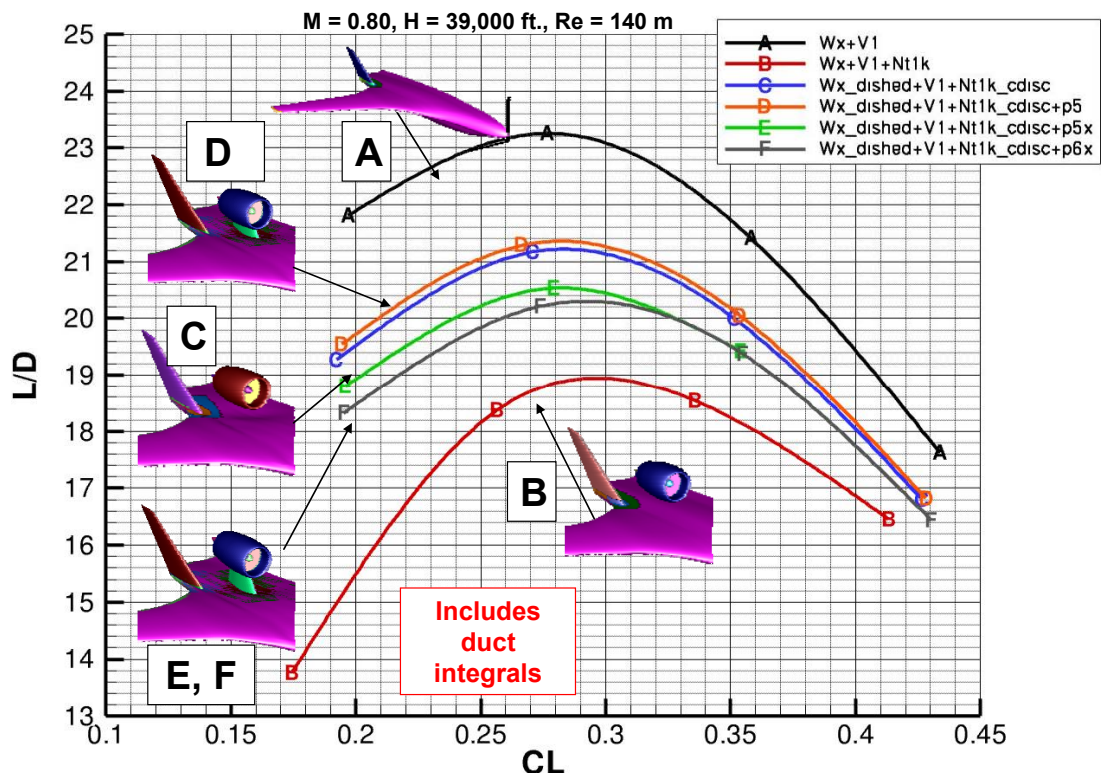 M = 0.80, H = 39,000 ft., Re = 140 m
A Wx+V1
B Wx+V1+Nt1k
C Wx_dished+V1+Nt1k_cdisc
D Wx_dished+V1+Nt1k_cdisc+p5
E Wx_dished+V1+Nt1k_cdisc+p5x
F Wx_dished+V1+Nt1k_cdisc+p6x
25
24
23
22
21
20
19
18
17
16
15
14
13
L/D
0.1
0.15
0.2
0.25
0.3
0.35
0.4
0.45
CL
A
D
C
B
E, F
Includes
duct
integrals
A
A
A
A
B
B
B
B
C
C
C
C
D
D
D
D
E
E
E
F
F
F